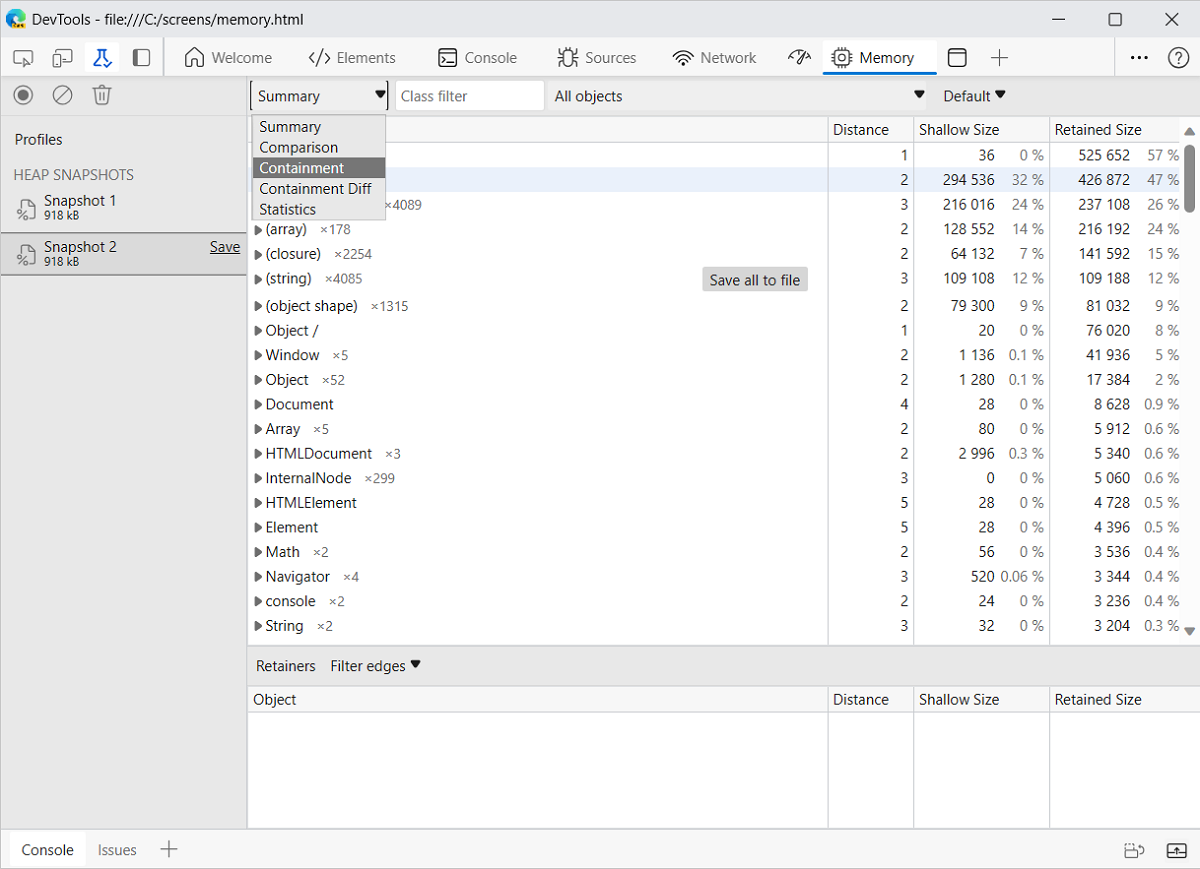 DevTools - file:///C:/screens/memory.html
Welcome Elements Console Sources Network Memory
Summary Class filter All objects Default
Profiles
HEAP SNAPSHOTS
Snapshot 1
918 kB
Snapshot 2 Save
918 kB
Summary
Comparison
Containment
Containment Diff
Statistics
Distance Shallow Size Retained Size
1 36 0 % 525 652 57 %
2 294 536 32 % 426 872 47 %
×4089 3 216 016 24 % 237 108 26 %
(array) ×178 2 128 552 14 % 216 192 24 %
(closure) ×2254 2 64 132 7 % 141 592 15 %
(string) ×4085 3 109 108 12 % 109 188 12 %
Save all to file
(object shape) ×1315 2 79 300 9 % 81 032 9 %
Object / 1 20 0 % 76 020 8 %
Window ×5 2 1 136 0.1 % 41 936 5 %
Object ×52 2 1 280 0.1 % 17 384 2 %
Document 4 28 0 % 8 628 0.9 %
Array ×5 2 80 0 % 5 912 0.6 %
HTMLDocument ×3 2 2 996 0.3 % 5 340 0.6 %
InternalNode ×299 3 0 0 % 5 060 0.6 %
HTMLElement 5 28 0 % 4 728 0.5 %
Element 5 28 0 % 4 396 0.5 %
Math ×2 2 56 0 % 3 536 0.4 %
Navigator ×4 3 520 0.06 % 3 344 0.4 %
console ×2 2 24 0 % 3 236 0.4 %
String ×2 3 32 0 % 3 204 0.3 %
Retainers Filter edges
Object Distance Shallow Size Retained Size
Console Issues